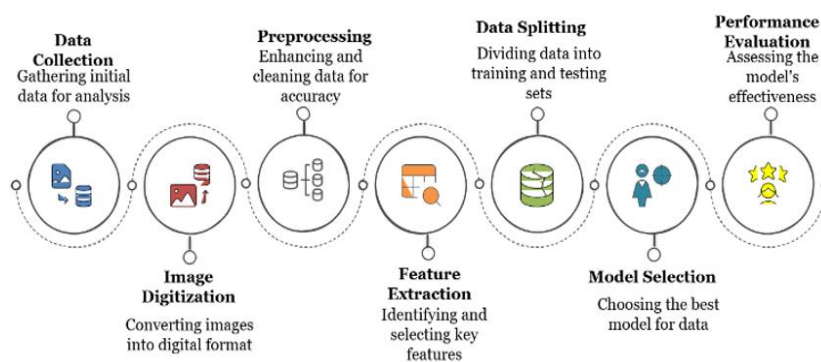 Data
Collection
Gathering initial
data for analysis
Image
Digitization
Converting images
into digital format
Preprocessing
Enhancing and
cleaning data for
accuracy
Feature
Extraction
Identifying and
selecting key
features
Data Splitting
Dividing data into
training and testing
sets
Model Selection
Choosing the best
model for data
Performance
Evaluation
Assessing the
model's
effectiveness